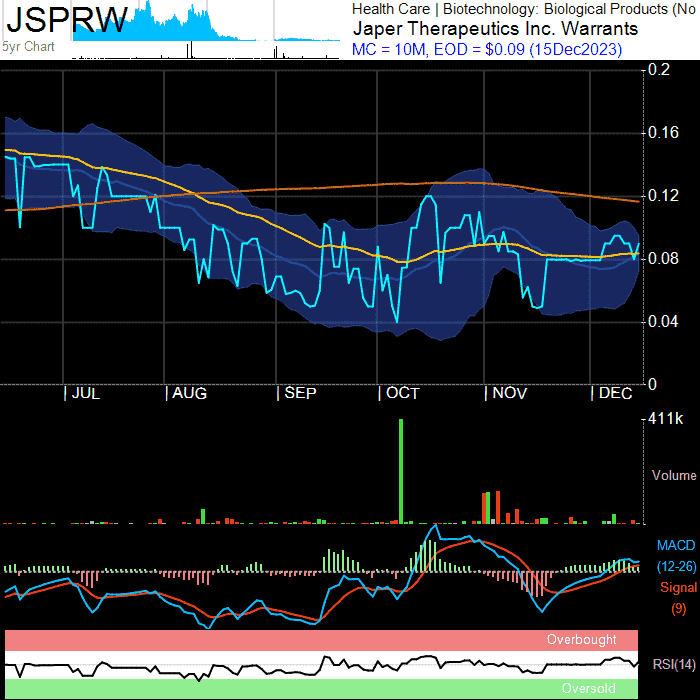 JSPRW
5yr Chart
Health Care | Biotechnology: Biological Products (No
Japer Therapeutics Inc. Warrants
MC = 10M, EOD = $0.09 (15Dec2023)
0.2
0.16
0.12
0.08
0.04
0
| JUL | AUG | SEP | OCT | NOV | DEC
411k
Volume
MACD
(12-26)
Signal
(9)
Overbought
RSI(14)
Oversold